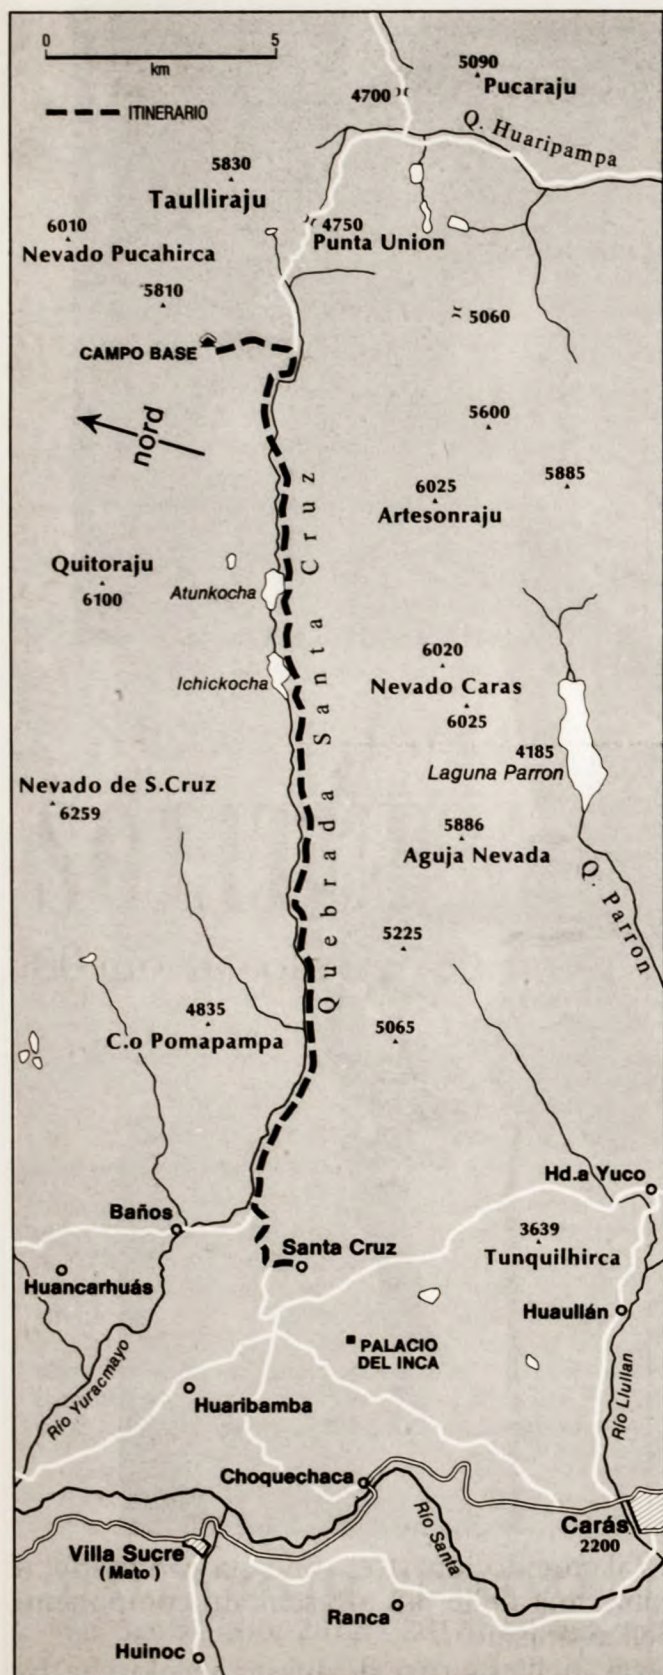 0 5
km
ITINERARIO
5090
Pucaraju
4700
Q. Huaripampa
5830
Taulliraju
6010
Nevado Pucahirca
4750
Punta Union
5810
5060
CAMPO BASE
nord
5600
6025
Artesonraju
5885
Quitoraju
6100
Atunkocha
Ichickocha
Quebrada Santa Cruz
6020
Nevado Caras
6025
4185
Laguna Parron
Nevado de S.Cruz
6259
5886
Aguja Nevada
Q. Parron
5225
4835
C.o Pomapampa
5065
Hd.a Yuco
Baños
Santa Cruz
3639
Tunquilhirca
Huancarhuás
Huaullán
PALACIO
DEL INCA
Río Yuracmayo
Huaribamba
Río Llullan
Choquechaca
Río Santa
Carás
2200
Villa Sucre
(Mato)
Ranca
Huinoc